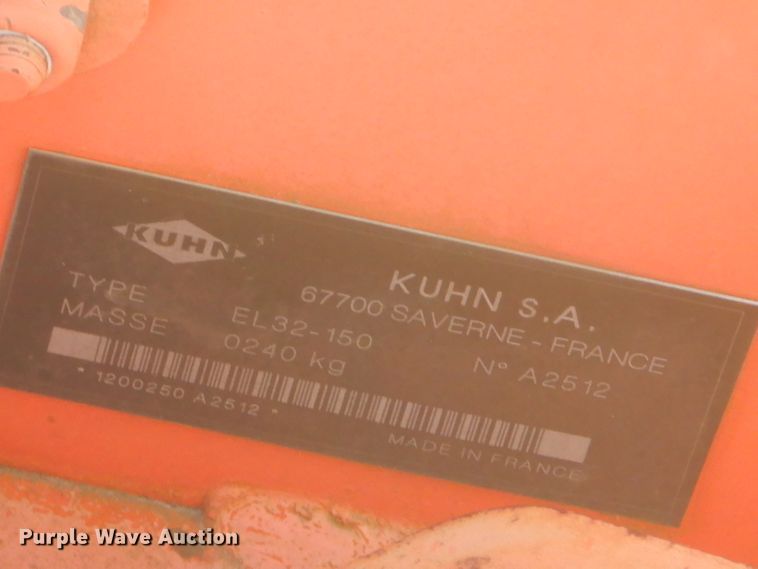 KUHN
KUHN S.A.
67700 SAVERNE - FRANCE
TYPE EL32-150 N° A2512
MASSE 0240 kg
* 1200250 A2512 *
MADE IN FRANCE
Purple Wave Auction